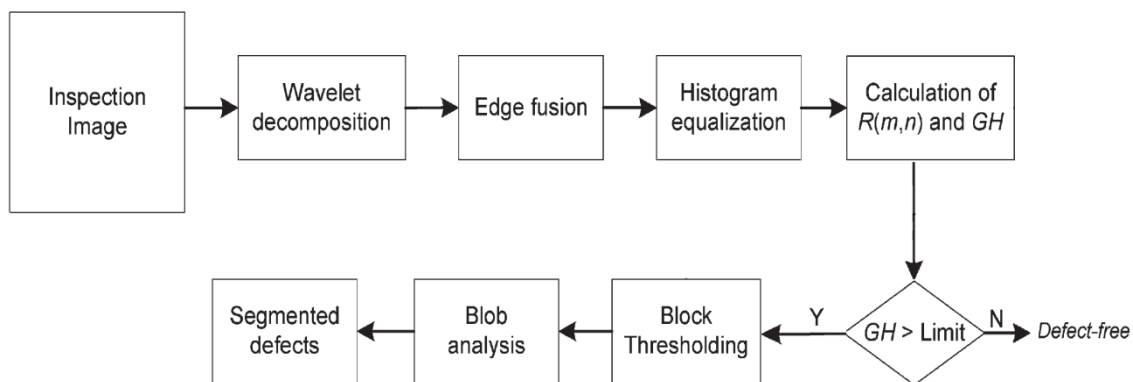 Inspection
Image
Wavelet
decomposition
Edge fusion
Histogram
equalization
Calculation of
R(m,n) and GH
GH > Limit
Y
N
Defect-free
Block
Thresholding
Blob
analysis
Segmented
defects